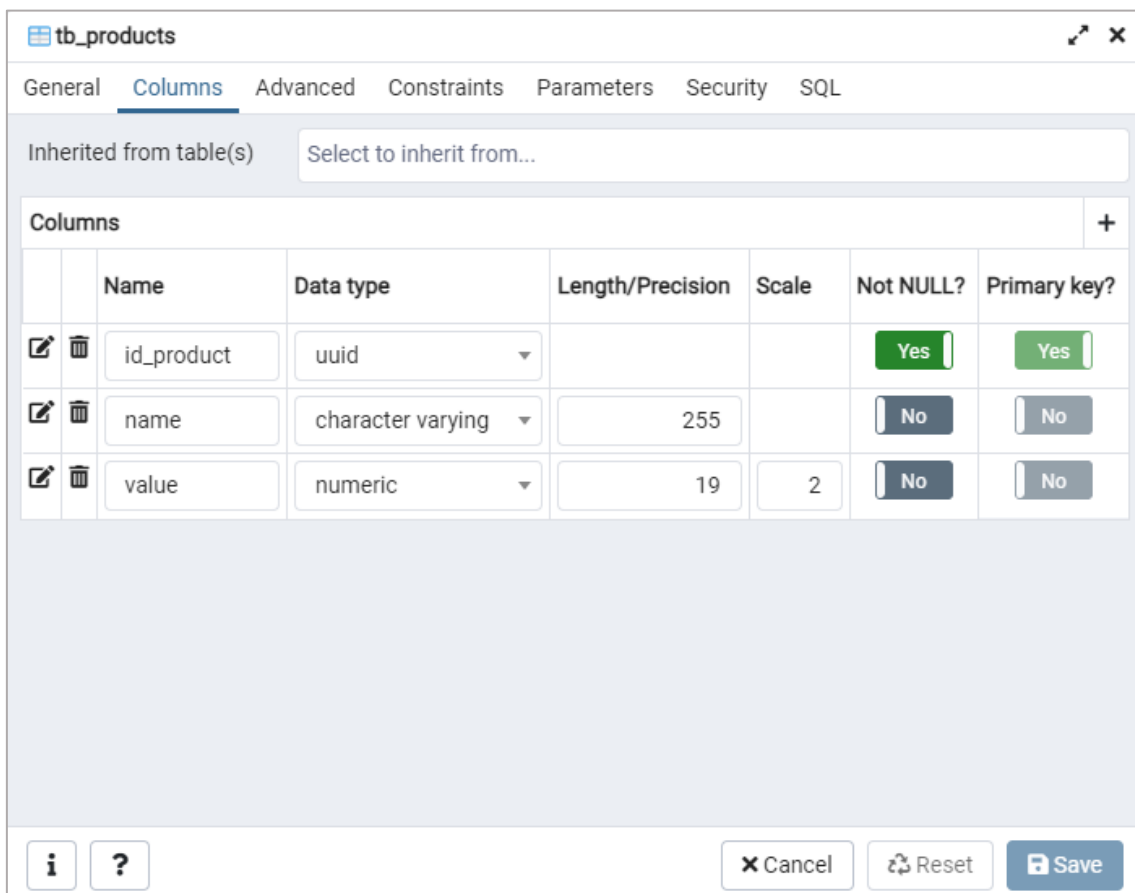 tb_products
General Columns Advanced Constraints Parameters Security SQL
Inherited from table(s) Select to inherit from...
Columns
Name Data type Length/Precision Scale Not NULL? Primary key?
id_product uuid Yes Yes
name character varying 255 No No
value numeric 19 2 No No
i ? Cancel Reset Save